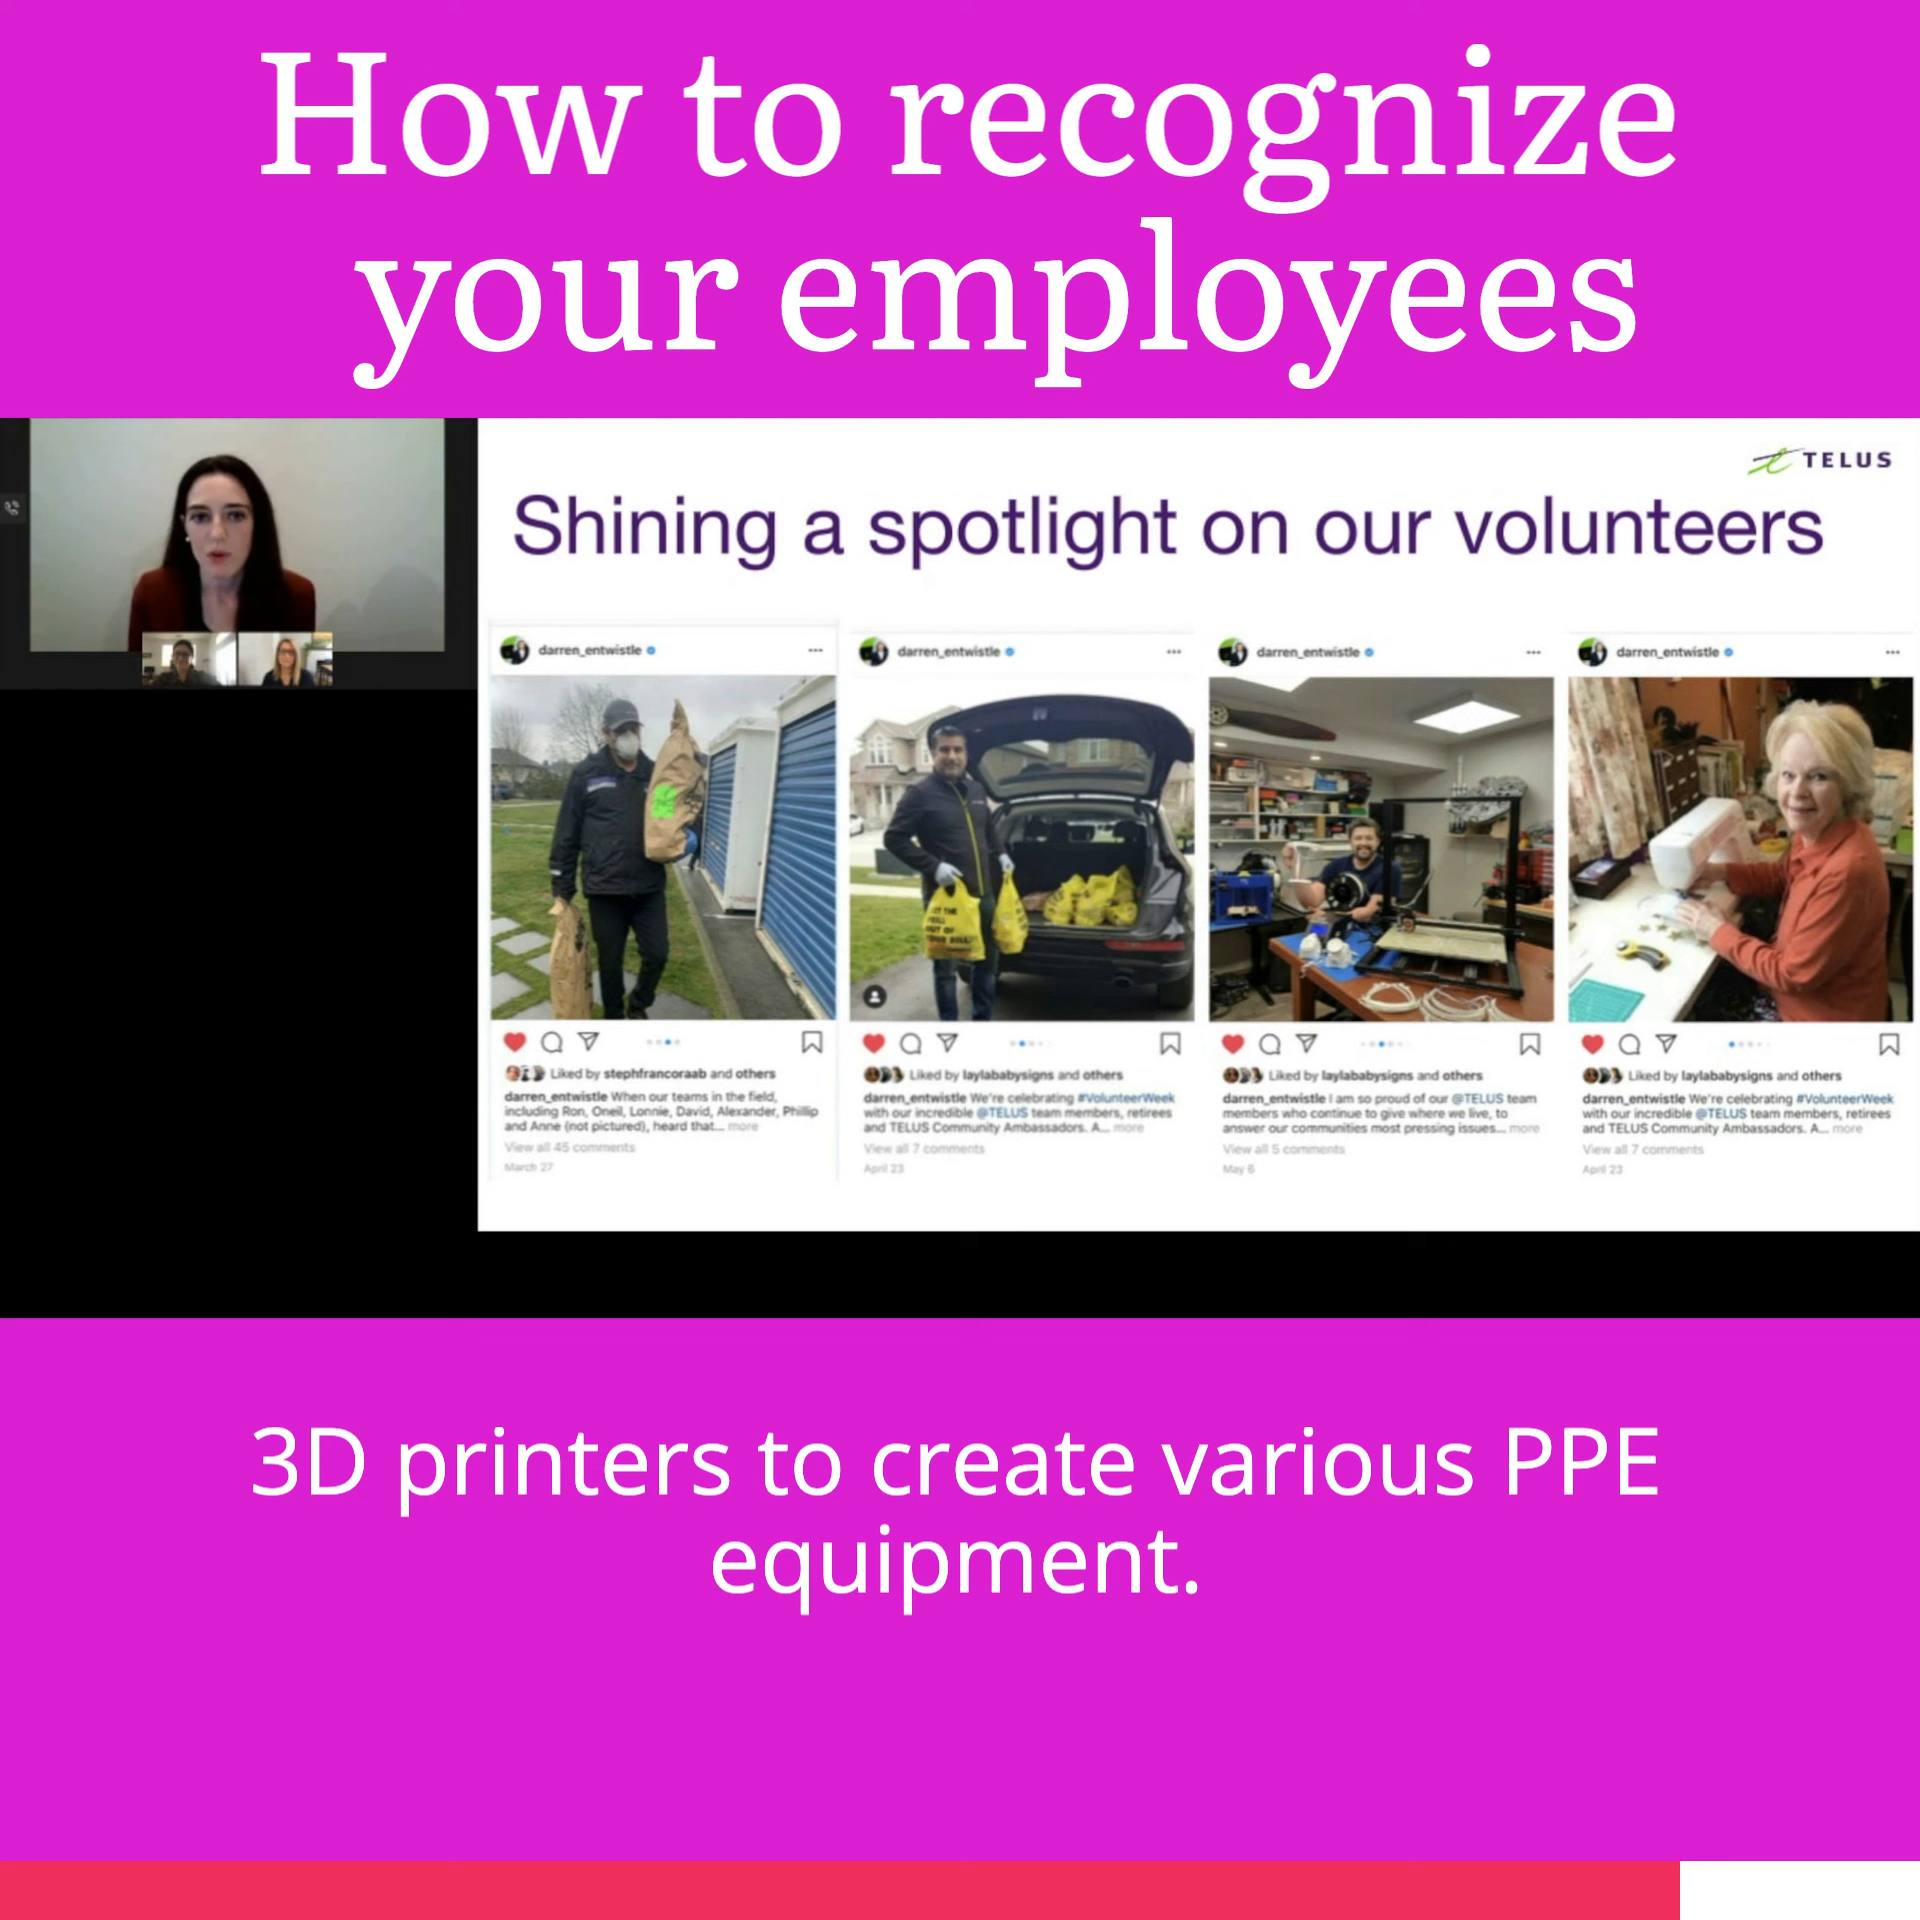 How to recognize
your employees
TELUS
Shining a spotlight on our volunteers
darren_entwistle
darren_entwistle
darren_entwistle
darren_entwistle
Liked by stephfrancoraab and others
darren_entwistle When our teams in the field,
including Ron, Oneil, Lonnie, David, Alexander, Phillip
and Anne (not pictured), heard that... more
View all 45 comments
March 27
Liked by laylababysigns and others
darren_entwistle We're celebrating #VolunteerWeek
with our incredible @TELUS team members, retirees
and TELUS Community Ambassadors. A... more
View all 7 comments
April 23
Liked by laylababysigns and others
darren_entwistle I am so proud of our @TELUS team
members who continue to give where we live, to
answer our communities most pressing issues... more
View all 5 comments
May 6
Liked by laylababysigns and others
darren_entwistle We're celebrating #VolunteerWeek
with our incredible @TELUS team members, retirees
and TELUS Community Ambassadors. A... more
View all 7 comments
April 23
3D printers to create various PPE
equipment.